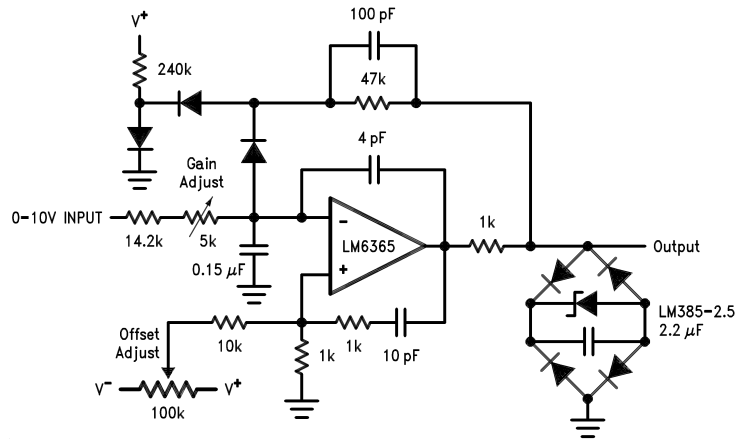 100 pF
V+
240k
47k
4 pF
Gain
Adjust
0-10V INPUT
14.2k
5k
0.15 μF
-
LM6365
+
1k
Output
LM385-2.5
2.2 μF
Offset
Adjust
10k
1k
1k
10 pF
V-
V+
100k